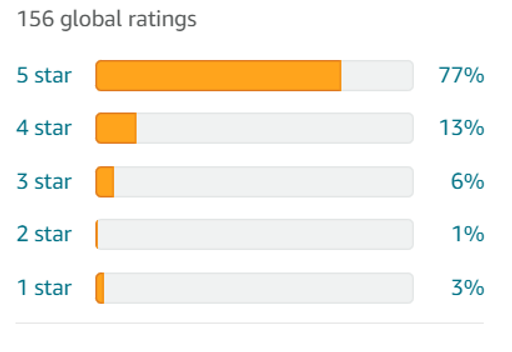 156 global ratings
5 star 77%
4 star 13%
3 star 6%
2 star 1%
1 star 3%